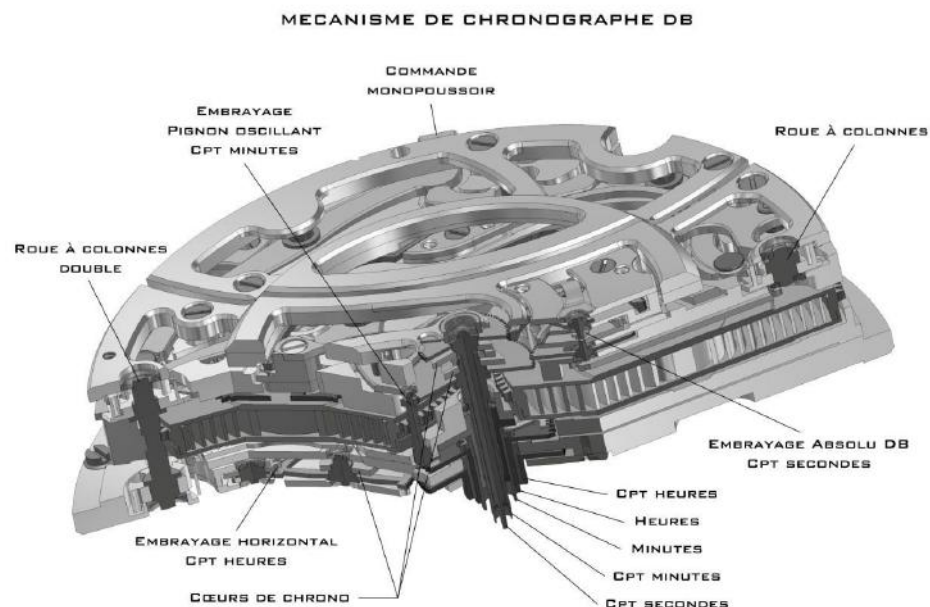 MECANISME DE CHRONOGRAPHE DB
COMMANDE
MONOPOUSSOIR
EMBRAYAGE
PIGNON OSCILLANT
CPT MINUTES
ROUE À COLONNES
ROUE À COLONNES
DOUBLE
EMBRAYAGE ABSOLU DB
CPT SECONDES
CPT HEURES
HEURES
MINUTES
CPT MINUTES
CPT SECONDES
EMBRAYAGE HORIZONTAL
CPT HEURES
CŒURS DE CHRONO